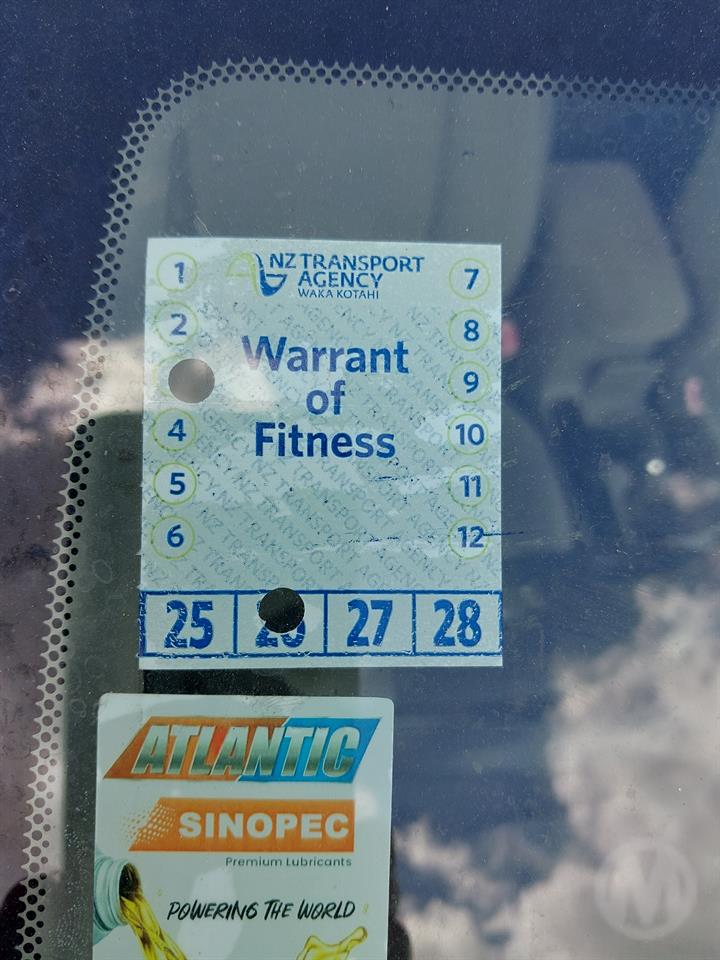 NZ TRANSPORT
AGENCY
WAKA KOTAHI
1
7
2
8
Warrant
9
of
4
10
Fitness
5
11
6
12
25
27
28
ATLANTIC
SINOPEC
Premium Lubricants
POWERING THE WORLD
M